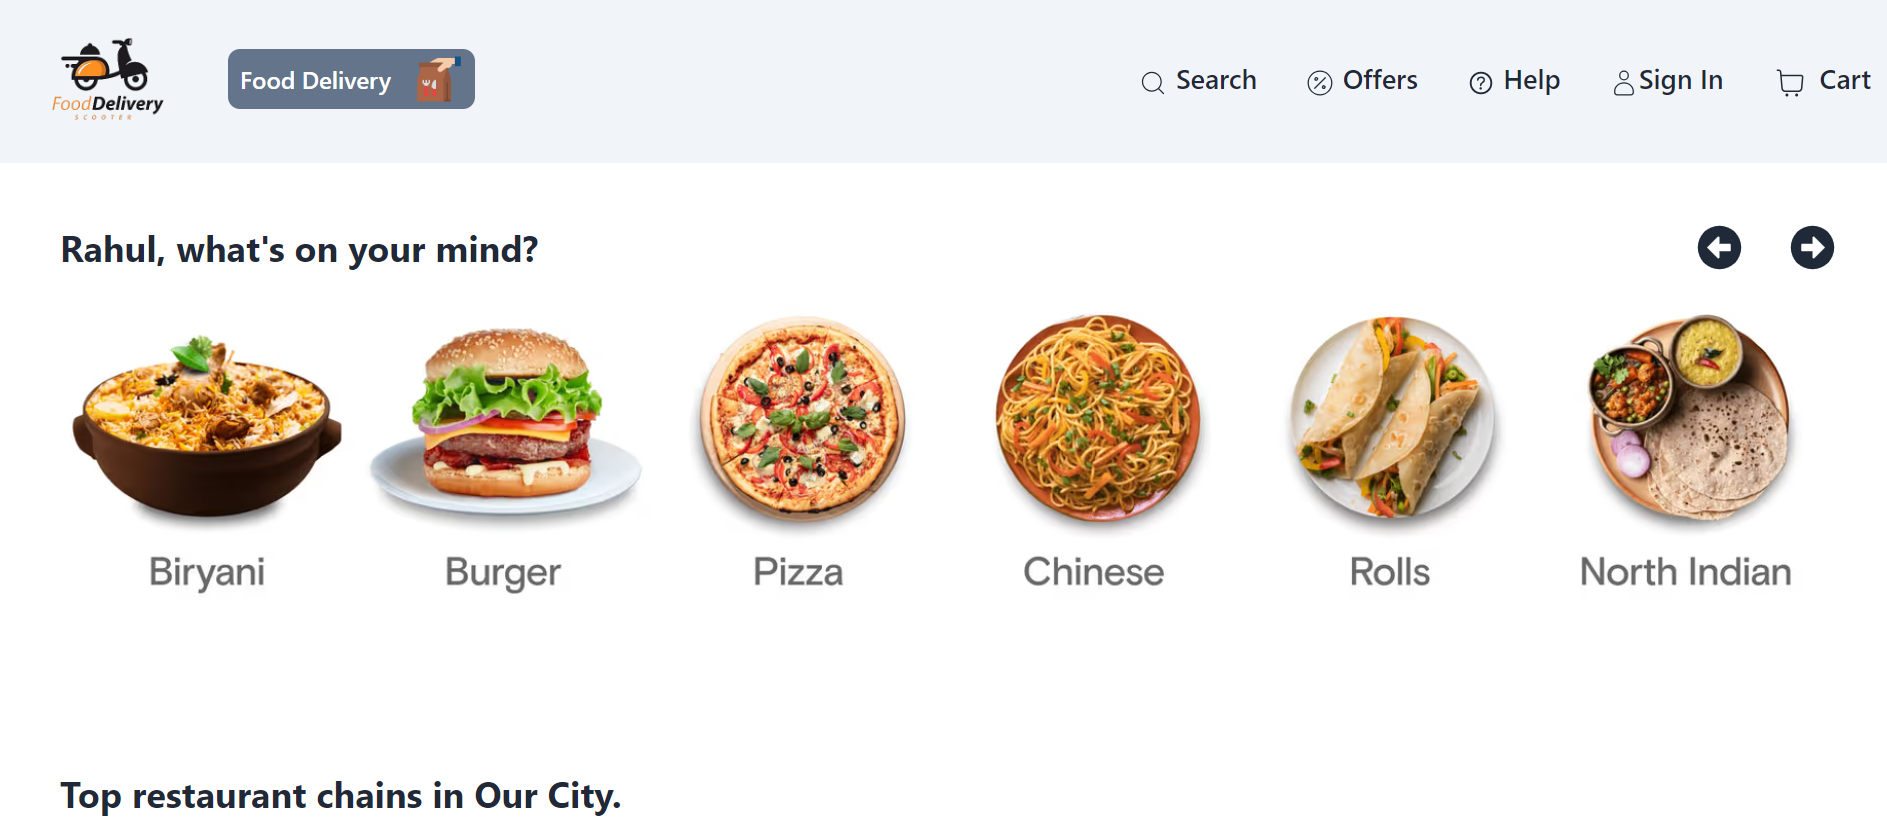 FoodDelivery
SCOOTER
Food Delivery
Search
Offers
Help
Sign In
Cart
Rahul, what's on your mind?
Biryani
Burger
Pizza
Chinese
Rolls
North Indian
Top restaurant chains in Our City.